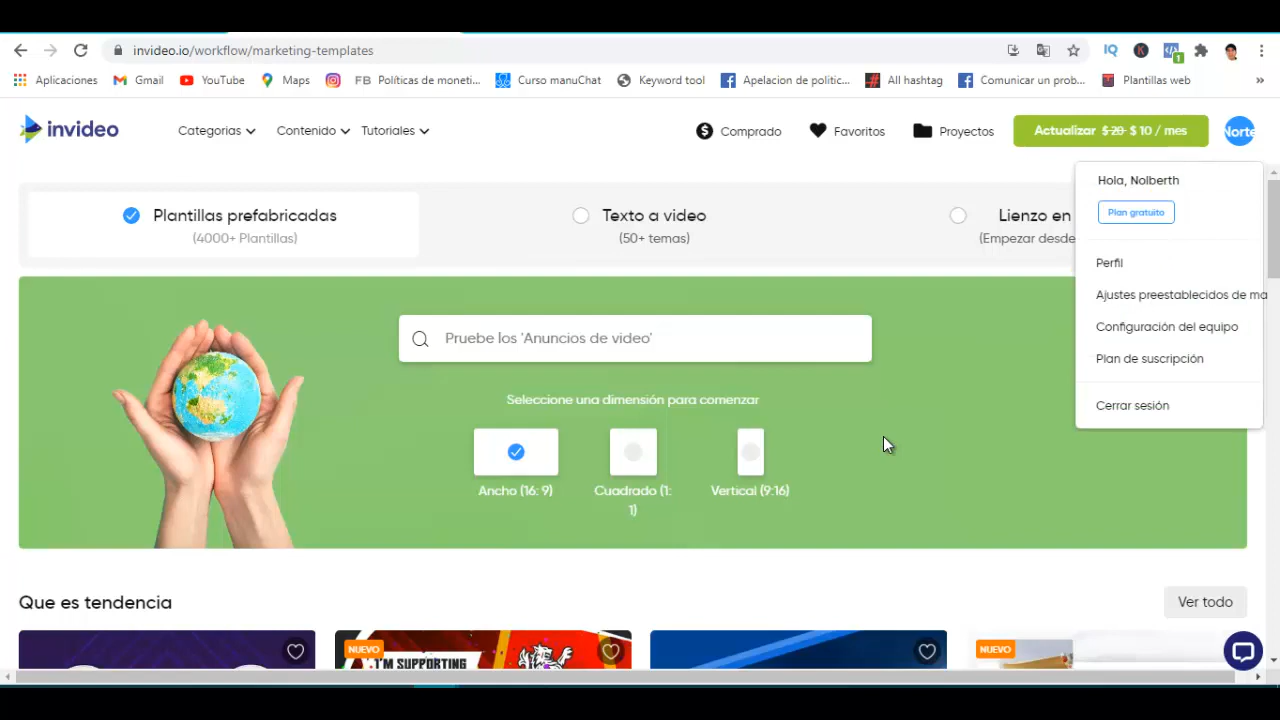 invideo.io/workflow/marketing-templates
Aplicaciones Gmail YouTube Maps FB Políticas de moneti... Curso manuChat Keyword tool Apelacion de politic... All hashtag Comunicar un prob... Plantillas web »
invideo Categorias Contenido Tutoriales Comprado Favoritos Proyectos Actualizar $ 20 $ 10 / mes Norte
Hola, Nolberth
Plan gratuito
Perfil
Ajustes preestablecidos de ma
Configuración del equipo
Plan de suscripción
Cerrar sesión
Plantillas prefabricadas
(4000+ Plantillas)
Texto a video
(50+ temas)
Lienzo en
(Empezar desde
Pruebe los 'Anuncios de video'
Seleccione una dimensión para comenzar
Ancho (16: 9)
Cuadrado (1:
1)
Vertical (9:16)
Que es tendencia
Ver todo
NUEVO
I'M SUPPORTING
NUEVO